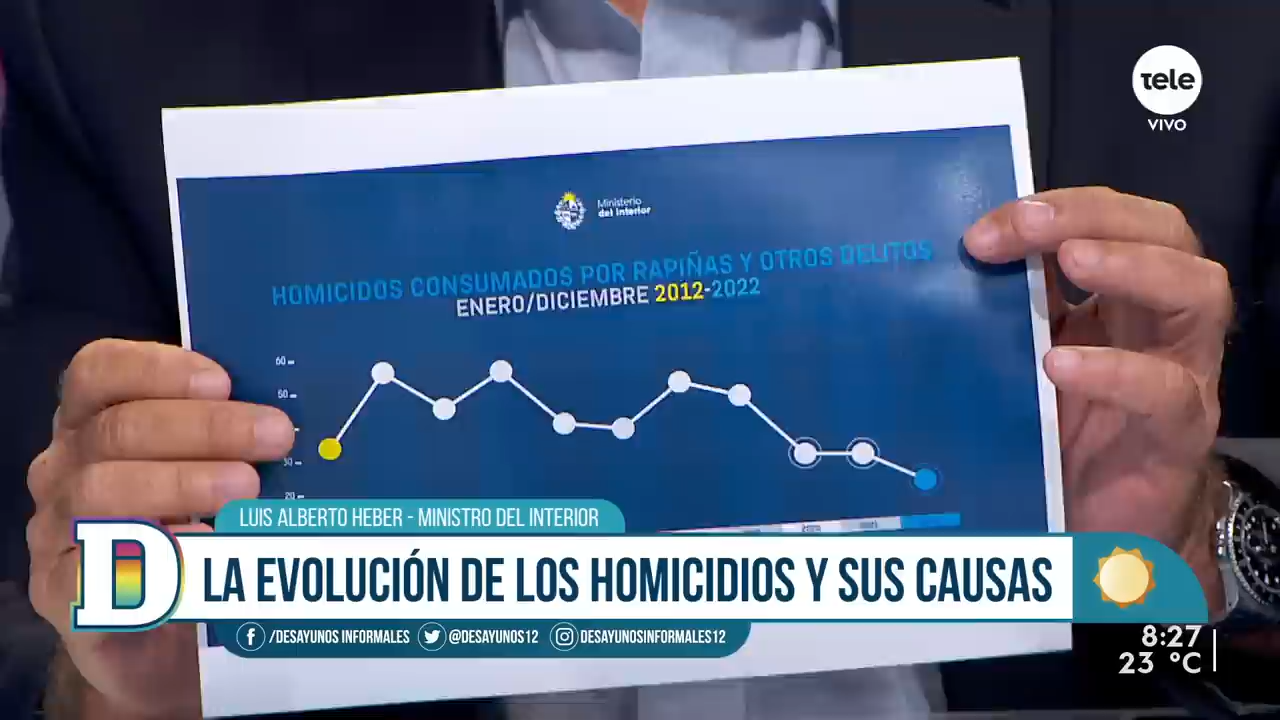 tele
VIVO
Ministerio
del Interior
HOMICIDOS CONSUMADOS POR RAPIÑAS Y OTROS DELITOS
ENERO/DICIEMBRE 2012-2022
60
50
30
20
LUIS ALBERTO HEBER - MINISTRO DEL INTERIOR
D
LA EVOLUCIÓN DE LOS HOMICIDIOS Y SUS CAUSAS
/DESAYUNOS INFORMALES @DESAYUNOS12 DESAYUNOSINFORMALES12
8:27
23 °C